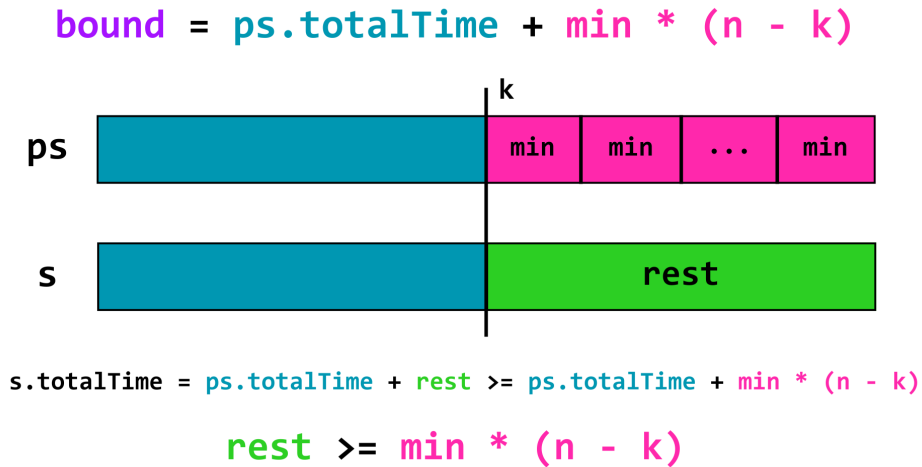 bound = ps.totalTime + min * (n - k)
k
ps min min ... min
s rest
s.totalTime = ps.totalTime + rest >= ps.totalTime + min * (n - k)
rest >= min * (n - k)